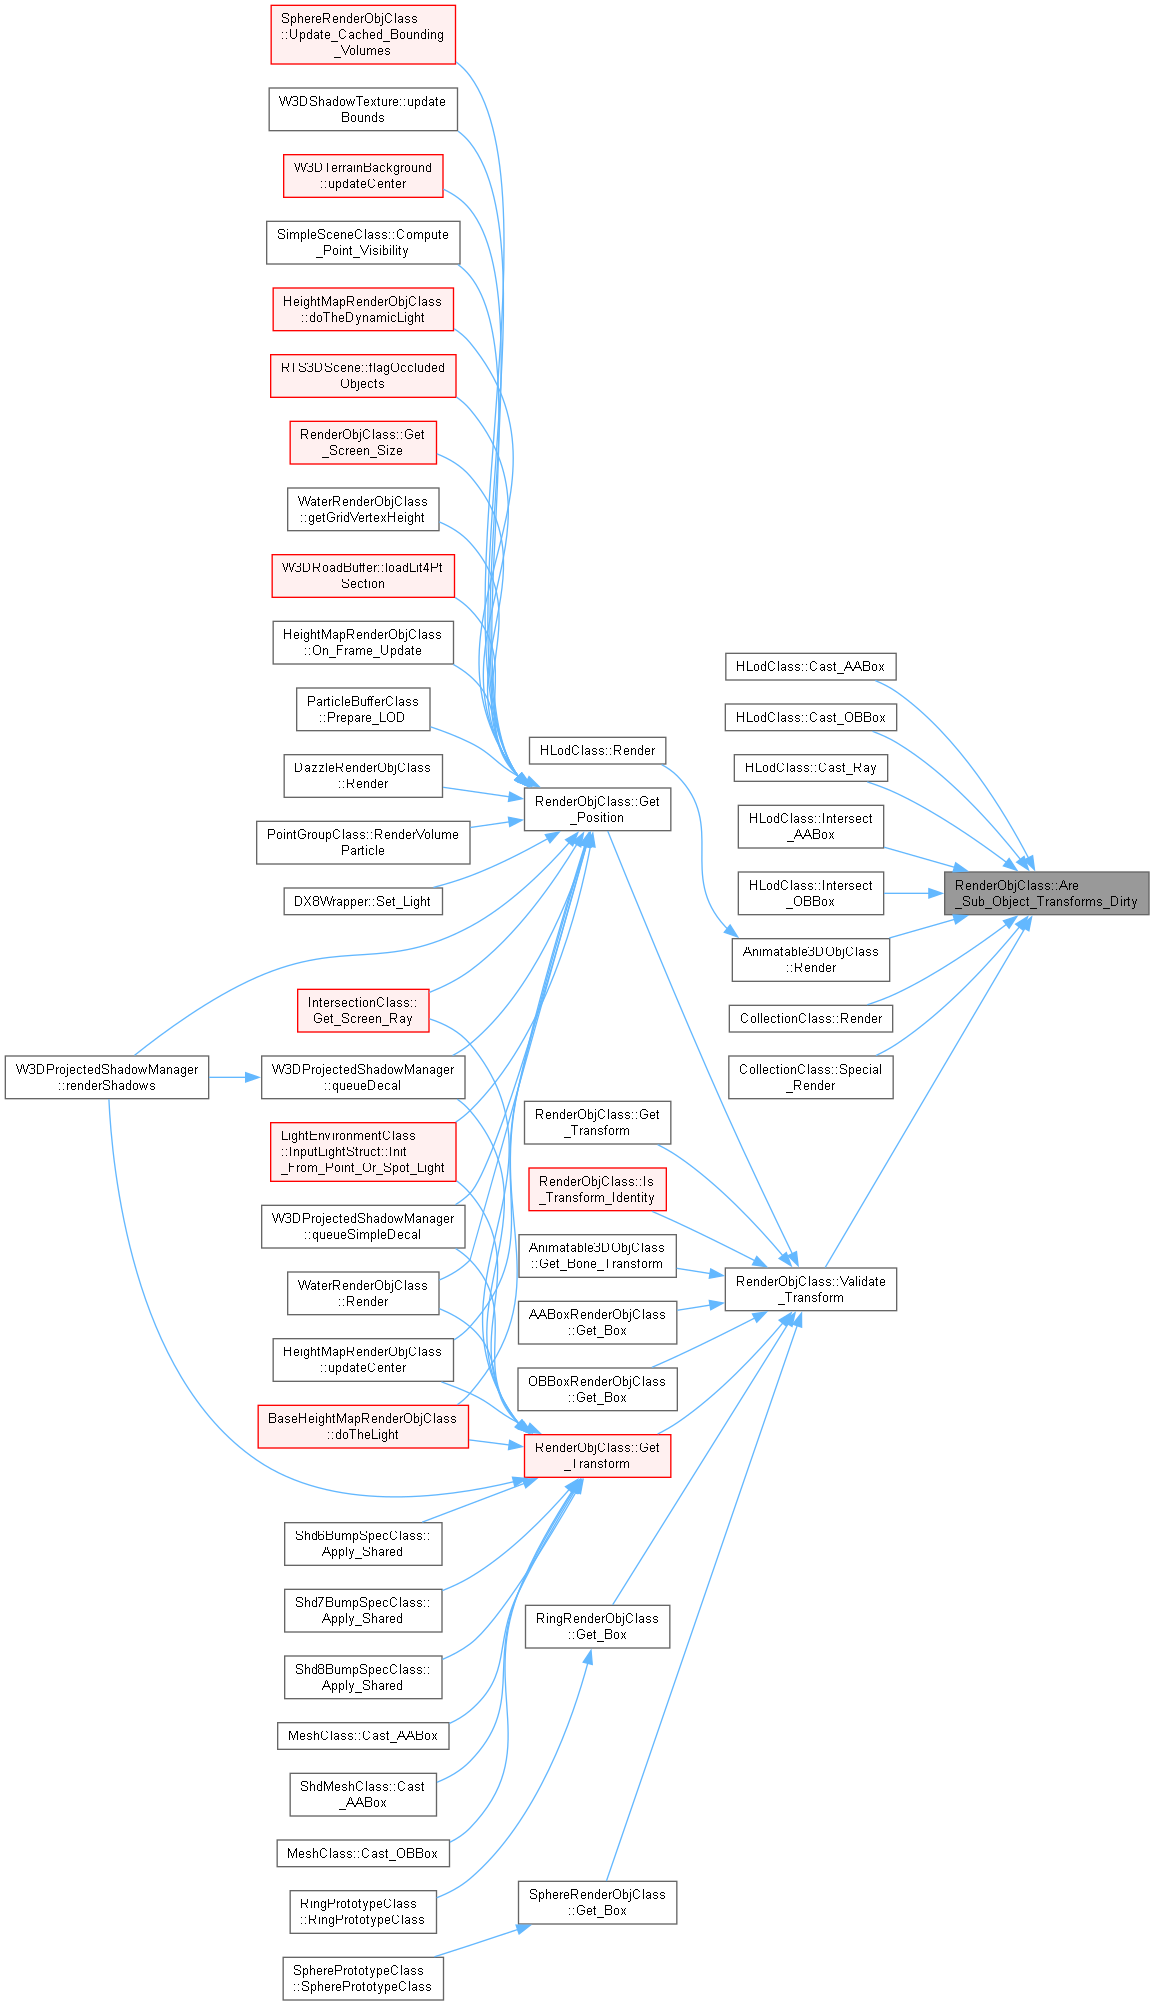 SphereRenderObjClass
::Update_Cached_Bounding
_Volumes
W3DShadowTexture::update
Bounds
W3DTerrainBackground
::updateCenter
SimpleSceneClass::Compute
_Point_Visibility
HeightMapRenderObjClass
::doTheDynamicLight
RTS3DScene::flagOccluded
Objects
RenderObjClass::Get
_Screen_Size
WaterRenderObjClass
::getGridVertexHeight
W3DRoadBuffer::loadLit4Pt
Section
HeightMapRenderObjClass
::On_Frame_Update
ParticleBufferClass
::Prepare_LOD
DazzleRenderObjClass
::Render
PointGroupClass::RenderVolume
Particle
DX8Wrapper::Set_Light
IntersectionClass::
Get_Screen_Ray
W3DProjectedShadowManager
::renderShadows
W3DProjectedShadowManager
::queueDecal
LightEnvironmentClass
::InputLightStruct::Init
_From_Point_Or_Spot_Light
W3DProjectedShadowManager
::queueSimpleDecal
WaterRenderObjClass
::Render
HeightMapRenderObjClass
::updateCenter
BaseHeightMapRenderObjClass
::doTheLight
Shd6BumpSpecClass::
Apply_Shared
Shd7BumpSpecClass::
Apply_Shared
Shd8BumpSpecClass::
Apply_Shared
MeshClass::Cast_AABox
ShdMeshClass::Cast
_AABox
MeshClass::Cast_OBBox
RingPrototypeClass
::RingPrototypeClass
SpherePrototypeClass
::SpherePrototypeClass
HLodClass::Render
RenderObjClass::Get
_Position
RenderObjClass::Get
_Transform
RenderObjClass::Is
_Transform_Identity
Animatable3DObjClass
::Get_Bone_Transform
AABoxRenderObjClass
::Get_Box
OBBoxRenderObjClass
::Get_Box
RenderObjClass::Get
_Transform
RingRenderObjClass
::Get_Box
SphereRenderObjClass
::Get_Box
HLodClass::Cast_AABox
HLodClass::Cast_OBBox
HLodClass::Cast_Ray
HLodClass::Intersect
_AABox
HLodClass::Intersect
_OBBox
Animatable3DObjClass
::Render
CollectionClass::Render
CollectionClass::Special
_Render
RenderObjClass::Validate
_Transform
RenderObjClass::Are
_Sub_Object_Transforms_Dirty